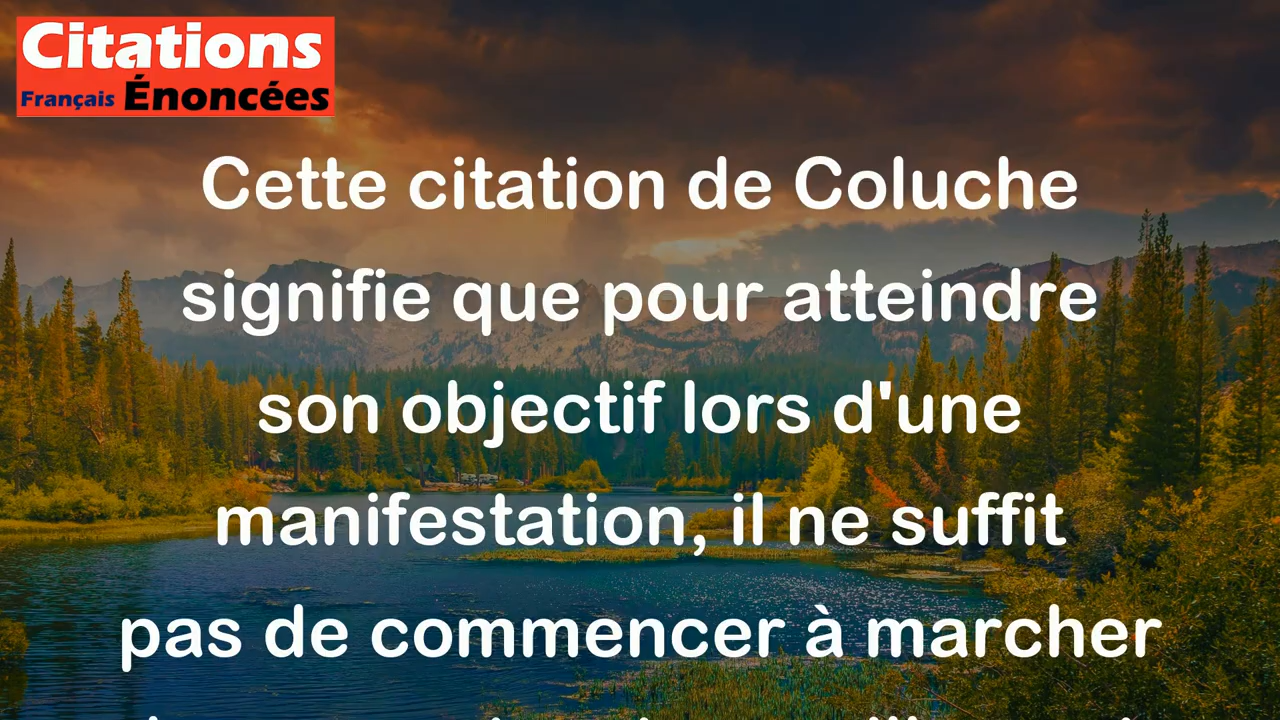 Citations
Français Énoncées
Cette citation de Coluche
signifie que pour atteindre
son objectif lors d'une
manifestation, il ne suffit
pas de commencer à marcher